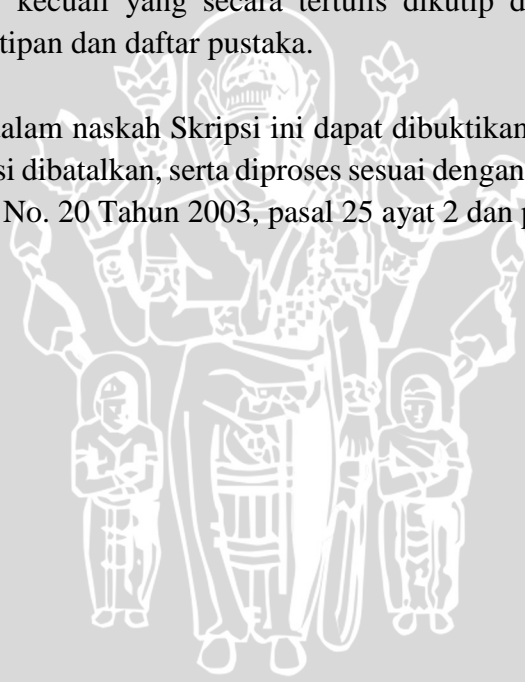 kecuali yang secara tertulis dikutip d
tipan dan daftar pustaka.
alam naskah Skripsi ini dapat dibuktikan
si dibatalkan, serta diproses sesuai dengan
No. 20 Tahun 2003, pasal 25 ayat 2 dan p